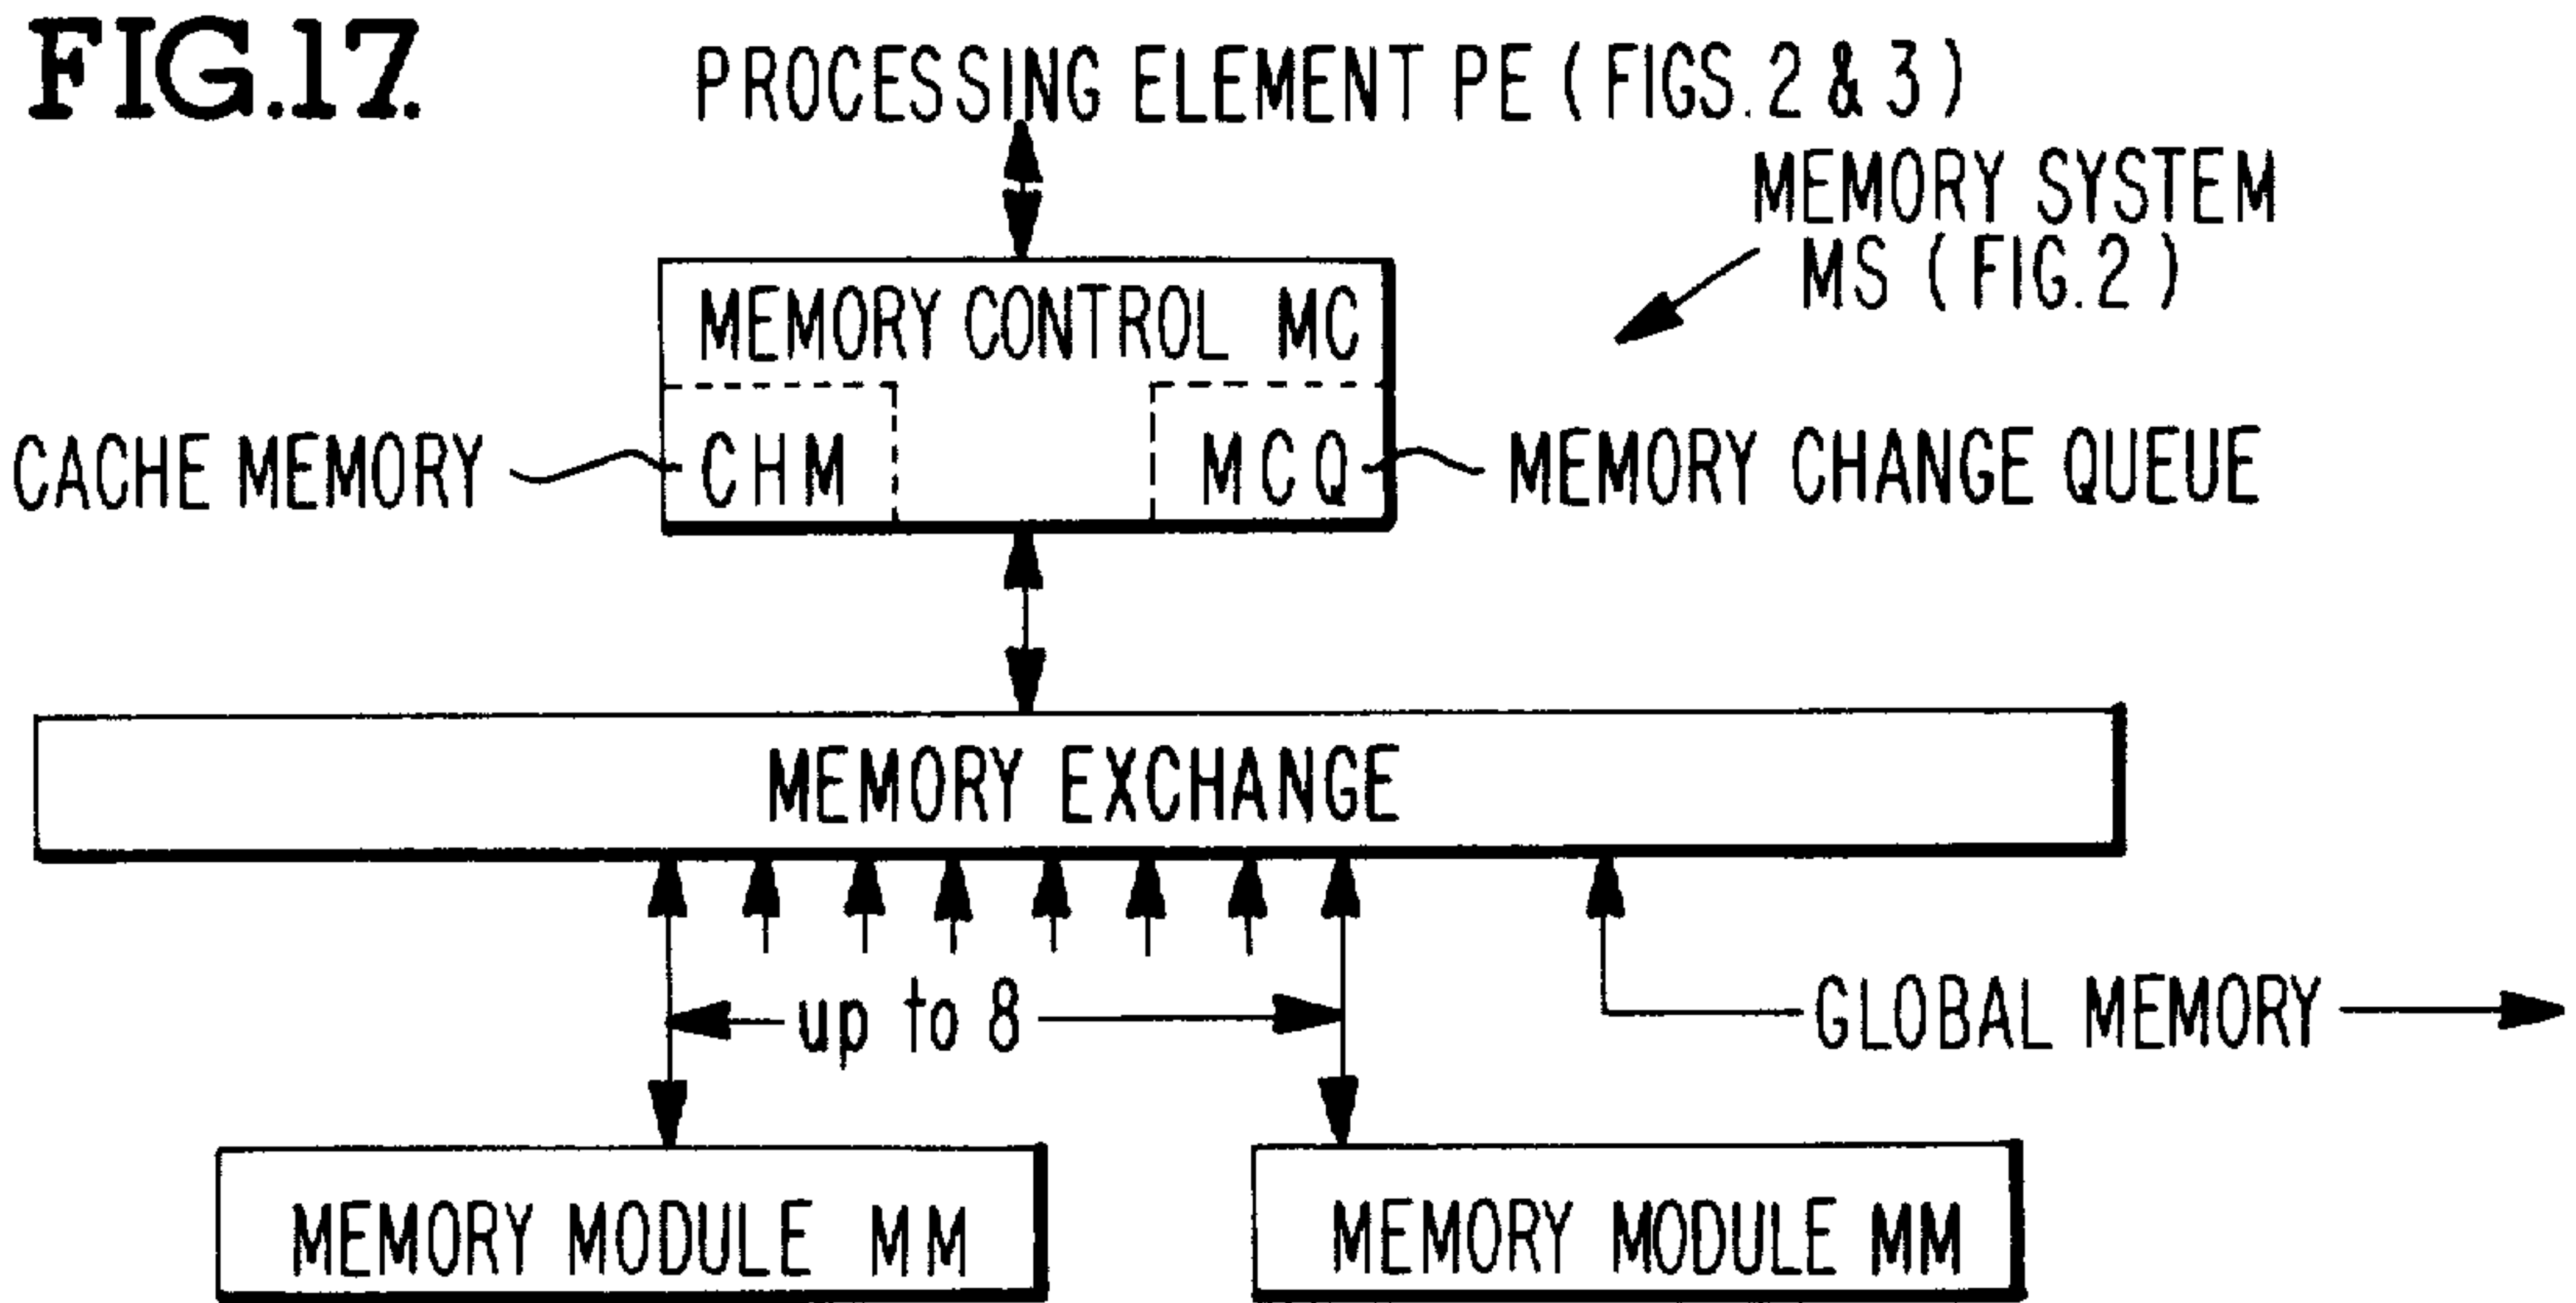 FIG.17.
PROCESSING ELEMENT PE (FIGS. 2 & 3)
MEMORY SYSTEM
MS (FIG.2)
MEMORY CONTROL MC
CACHE MEMORY
CHM
MCQ
MEMORY CHANGE QUEUE
MEMORY EXCHANGE
up to 8
GLOBAL MEMORY
MEMORY MODULE MM
MEMORY MODULE MM